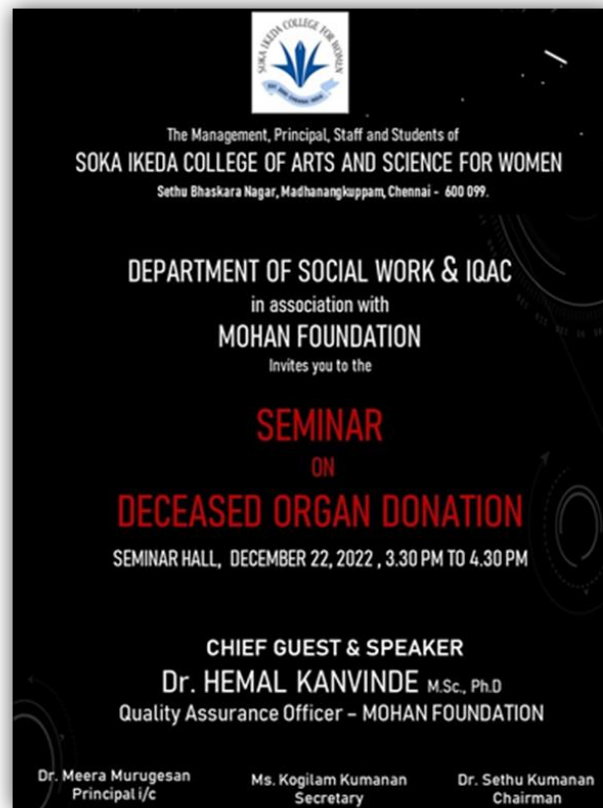 SOKA IKEDA COLLEGE FOR WOMEN
The Management, Principal, Staff and Students of
SOKA IKEDA COLLEGE OF ARTS AND SCIENCE FOR WOMEN
Sethu Bhaskara Nagar, Madhanangkuppam, Chennai - 600 099.
DEPARTMENT OF SOCIAL WORK & IQAC
in association with
MOHAN FOUNDATION
Invites you to the
SEMINAR
ON
DECEASED ORGAN DONATION
SEMINAR HALL, DECEMBER 22, 2022 , 3.30 PM TO 4.30 PM
CHIEF GUEST & SPEAKER
Dr. HEMAL KANVINDE M.Sc., Ph.D
Quality Assurance Officer – MOHAN FOUNDATION
Dr. Meera Murugesan Ms. Kogilam Kumanan Dr. Sethu Kumanan
Principal i/c Secretary Chairman